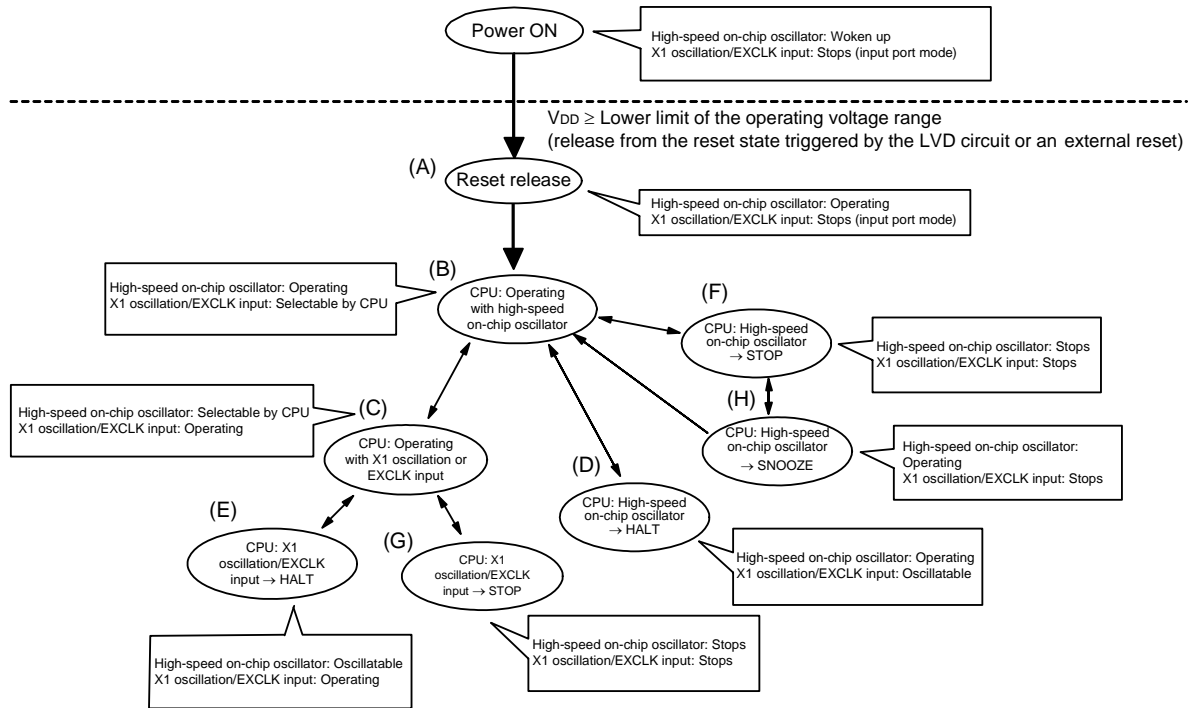 Power ON
High-speed on-chip oscillator: Woken up
X1 oscillation/EXCLK input: Stops (input port mode)
VDD ≥ Lower limit of the operating voltage range
(release from the reset state triggered by the LVD circuit or an external reset)
(A)
Reset release
High-speed on-chip oscillator: Operating
X1 oscillation/EXCLK input: Stops (input port mode)
(B)
High-speed on-chip oscillator: Operating
X1 oscillation/EXCLK input: Selectable by CPU
CPU: Operating
with high-speed
on-chip oscillator
(F)
CPU: High-speed
on-chip oscillator
→ STOP
High-speed on-chip oscillator: Stops
X1 oscillation/EXCLK input: Stops
High-speed on-chip oscillator: Selectable by CPU
X1 oscillation/EXCLK input: Operating
(C)
CPU: Operating
with X1 oscillation or
EXCLK input
(H)
CPU: High-speed
on-chip oscillator
→ SNOOZE
High-speed on-chip oscillator:
Operating
X1 oscillation/EXCLK input: Stops
(D)
CPU: High-speed
on-chip oscillator
→ HALT
High-speed on-chip oscillator: Operating
X1 oscillation/EXCLK input: Oscillatable
(E)
CPU: X1
oscillation/EXCLK
input → HALT
(G)
CPU: X1
oscillation/EXCLK
input → STOP
High-speed on-chip oscillator: Oscillatable
X1 oscillation/EXCLK input: Operating
High-speed on-chip oscillator: Stops
X1 oscillation/EXCLK input: Stops